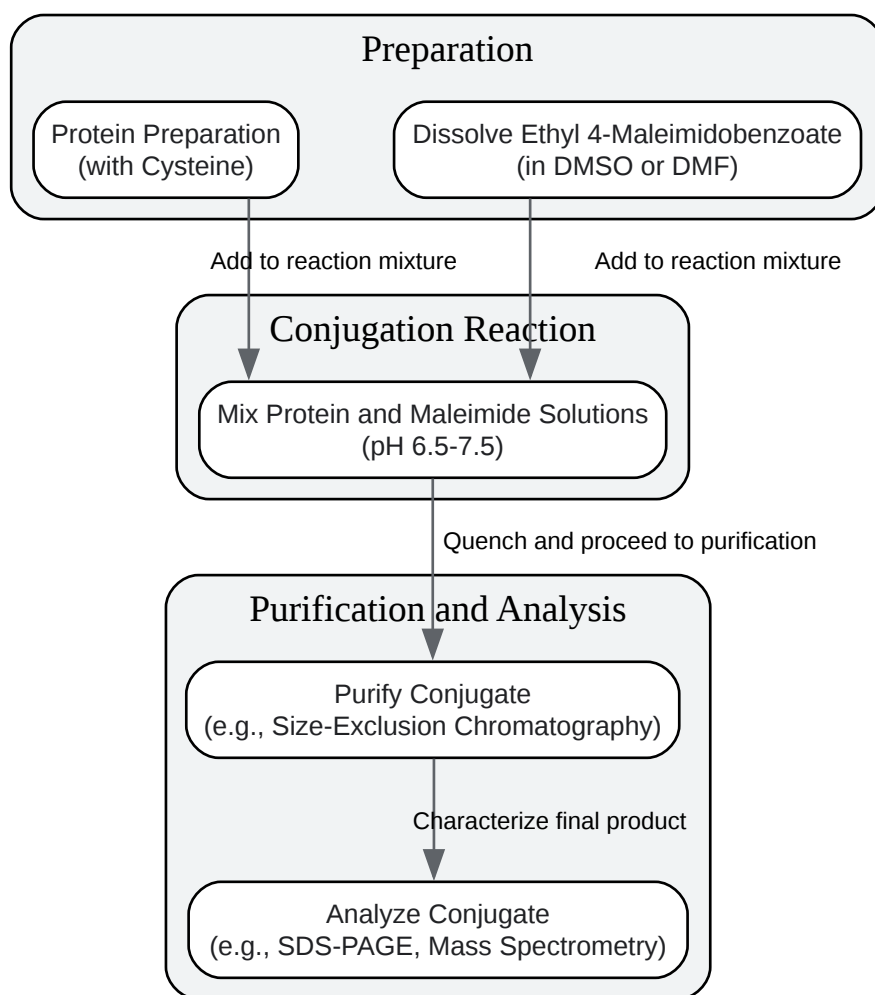 Preparation
Protein Preparation
(with Cysteine)
Dissolve Ethyl 4-Maleimidobenzoate
(in DMSO or DMF)
Add to reaction mixture
Add to reaction mixture
Conjugation Reaction
Mix Protein and Maleimide Solutions
(pH 6.5-7.5)
Quench and proceed to purification
Purification and Analysis
Purify Conjugate
(e.g., Size-Exclusion Chromatography)
Characterize final product
Analyze Conjugate
(e.g., SDS-PAGE, Mass Spectrometry)